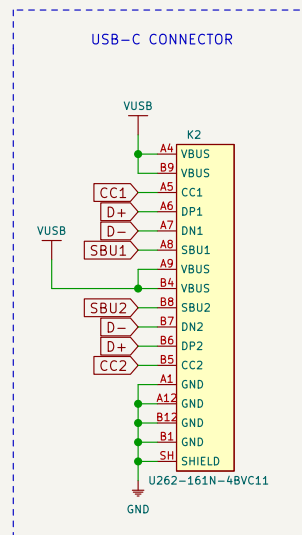 USB-C CONNECTOR
VUSB
K2
A4 VBUS
B9 VBUS
CC1 A5 CC1
D+ A6 DP1
D- A7 DN1
SBU1 A8 SBU1
VUSB
A9 VBUS
B4 VBUS
SBU2 B8 SBU2
D- B7 DN2
D+ B6 DP2
CC2 B5 CC2
A1 GND
A12 GND
B12 GND
B1 GND
SH SHIELD
U262-161N-4BVC11
GND